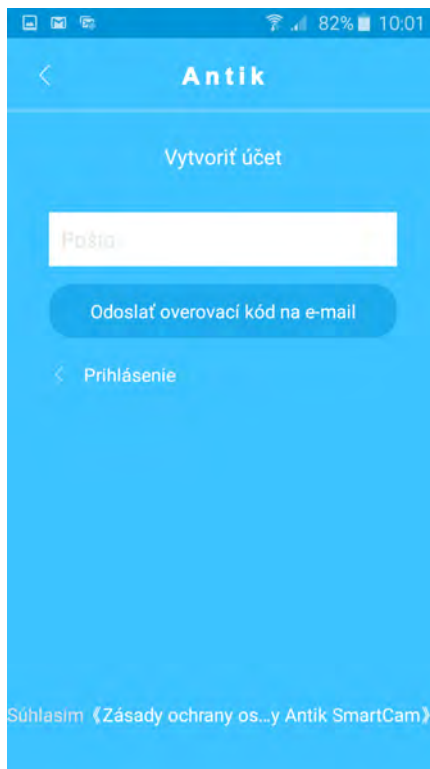 82% 10:01
Antik
Vytvoriť účet
Pošta
Odoslať overovací kód na e-mail
Prihlásenie
Súhlasím 《Zásady ochrany os...y Antik SmartCam》